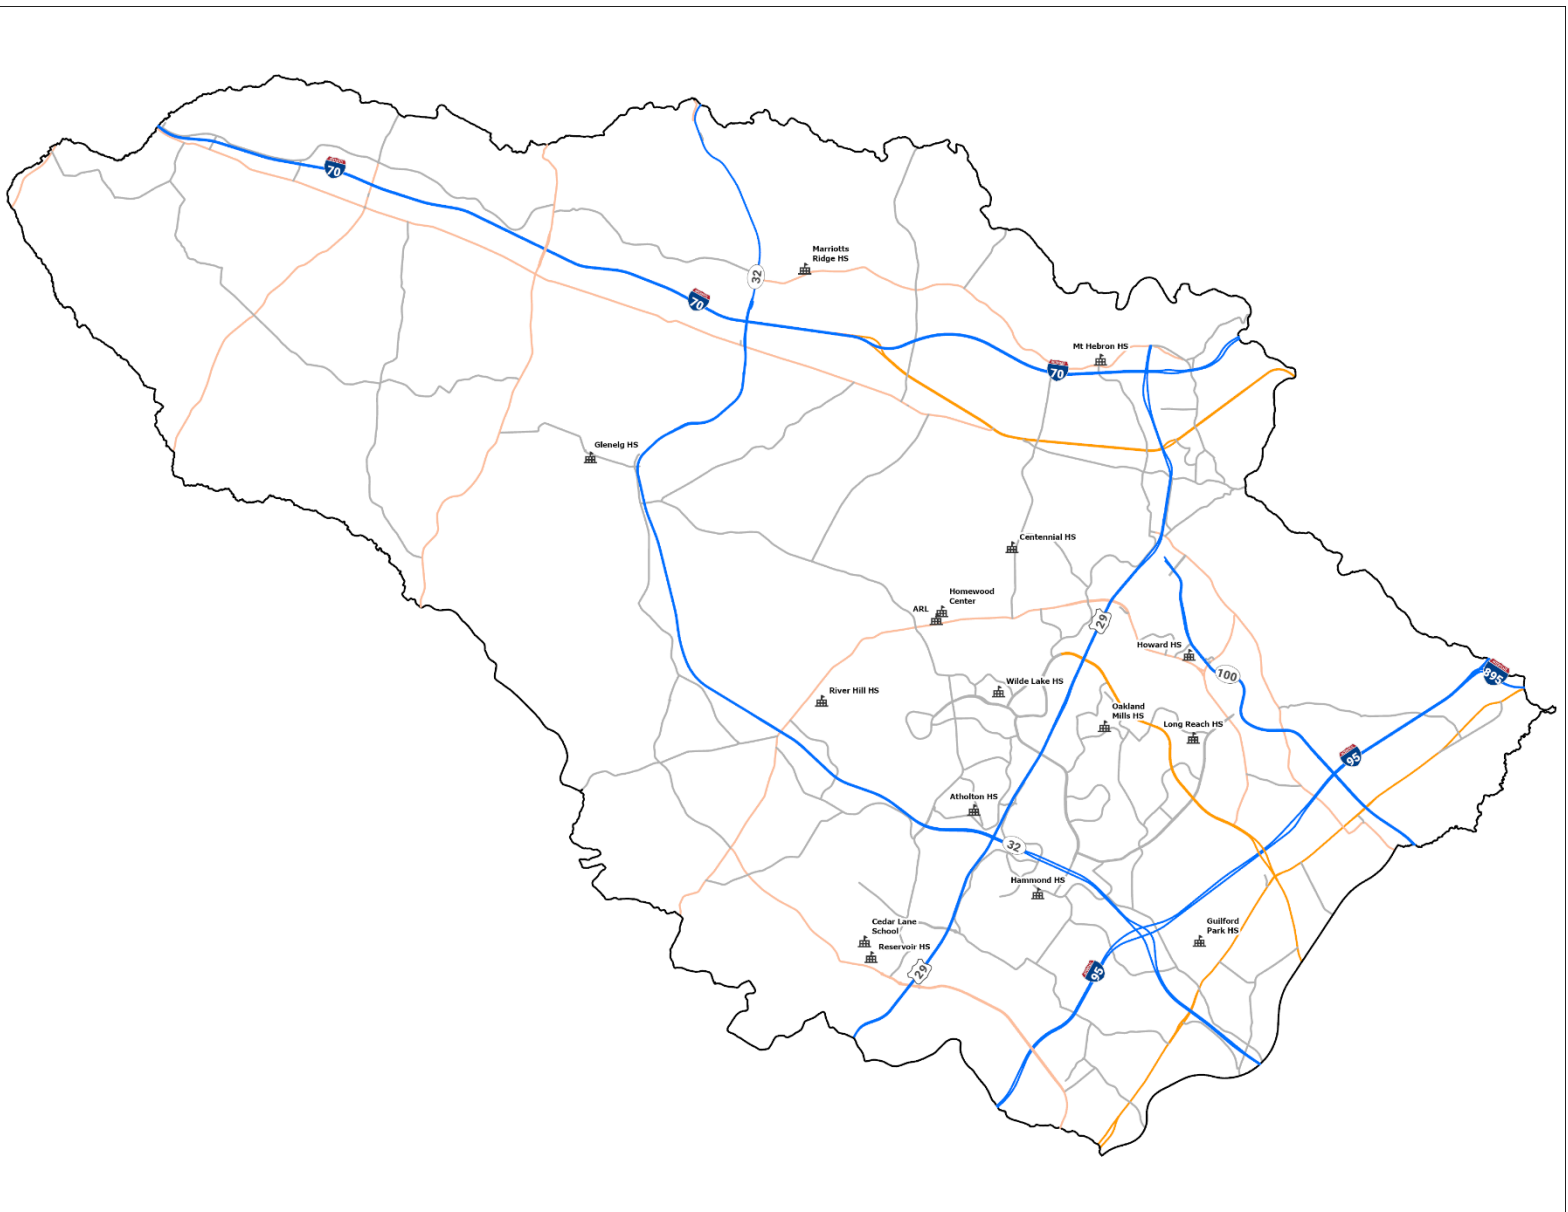 70
Marriotts
Ridge HS
32
70
Mt Hebron HS
70
Glenelg HS
Centennial HS
Homewood
Center
ARL
29
Howard HS
100
895
Wilde Lake HS
River Hill HS
Oakland
Mills HS
Long Reach HS
95
Atholton HS
32
Hammond HS
Cedar Lane
School
Guilford
Park HS
Reservoir HS
29
95